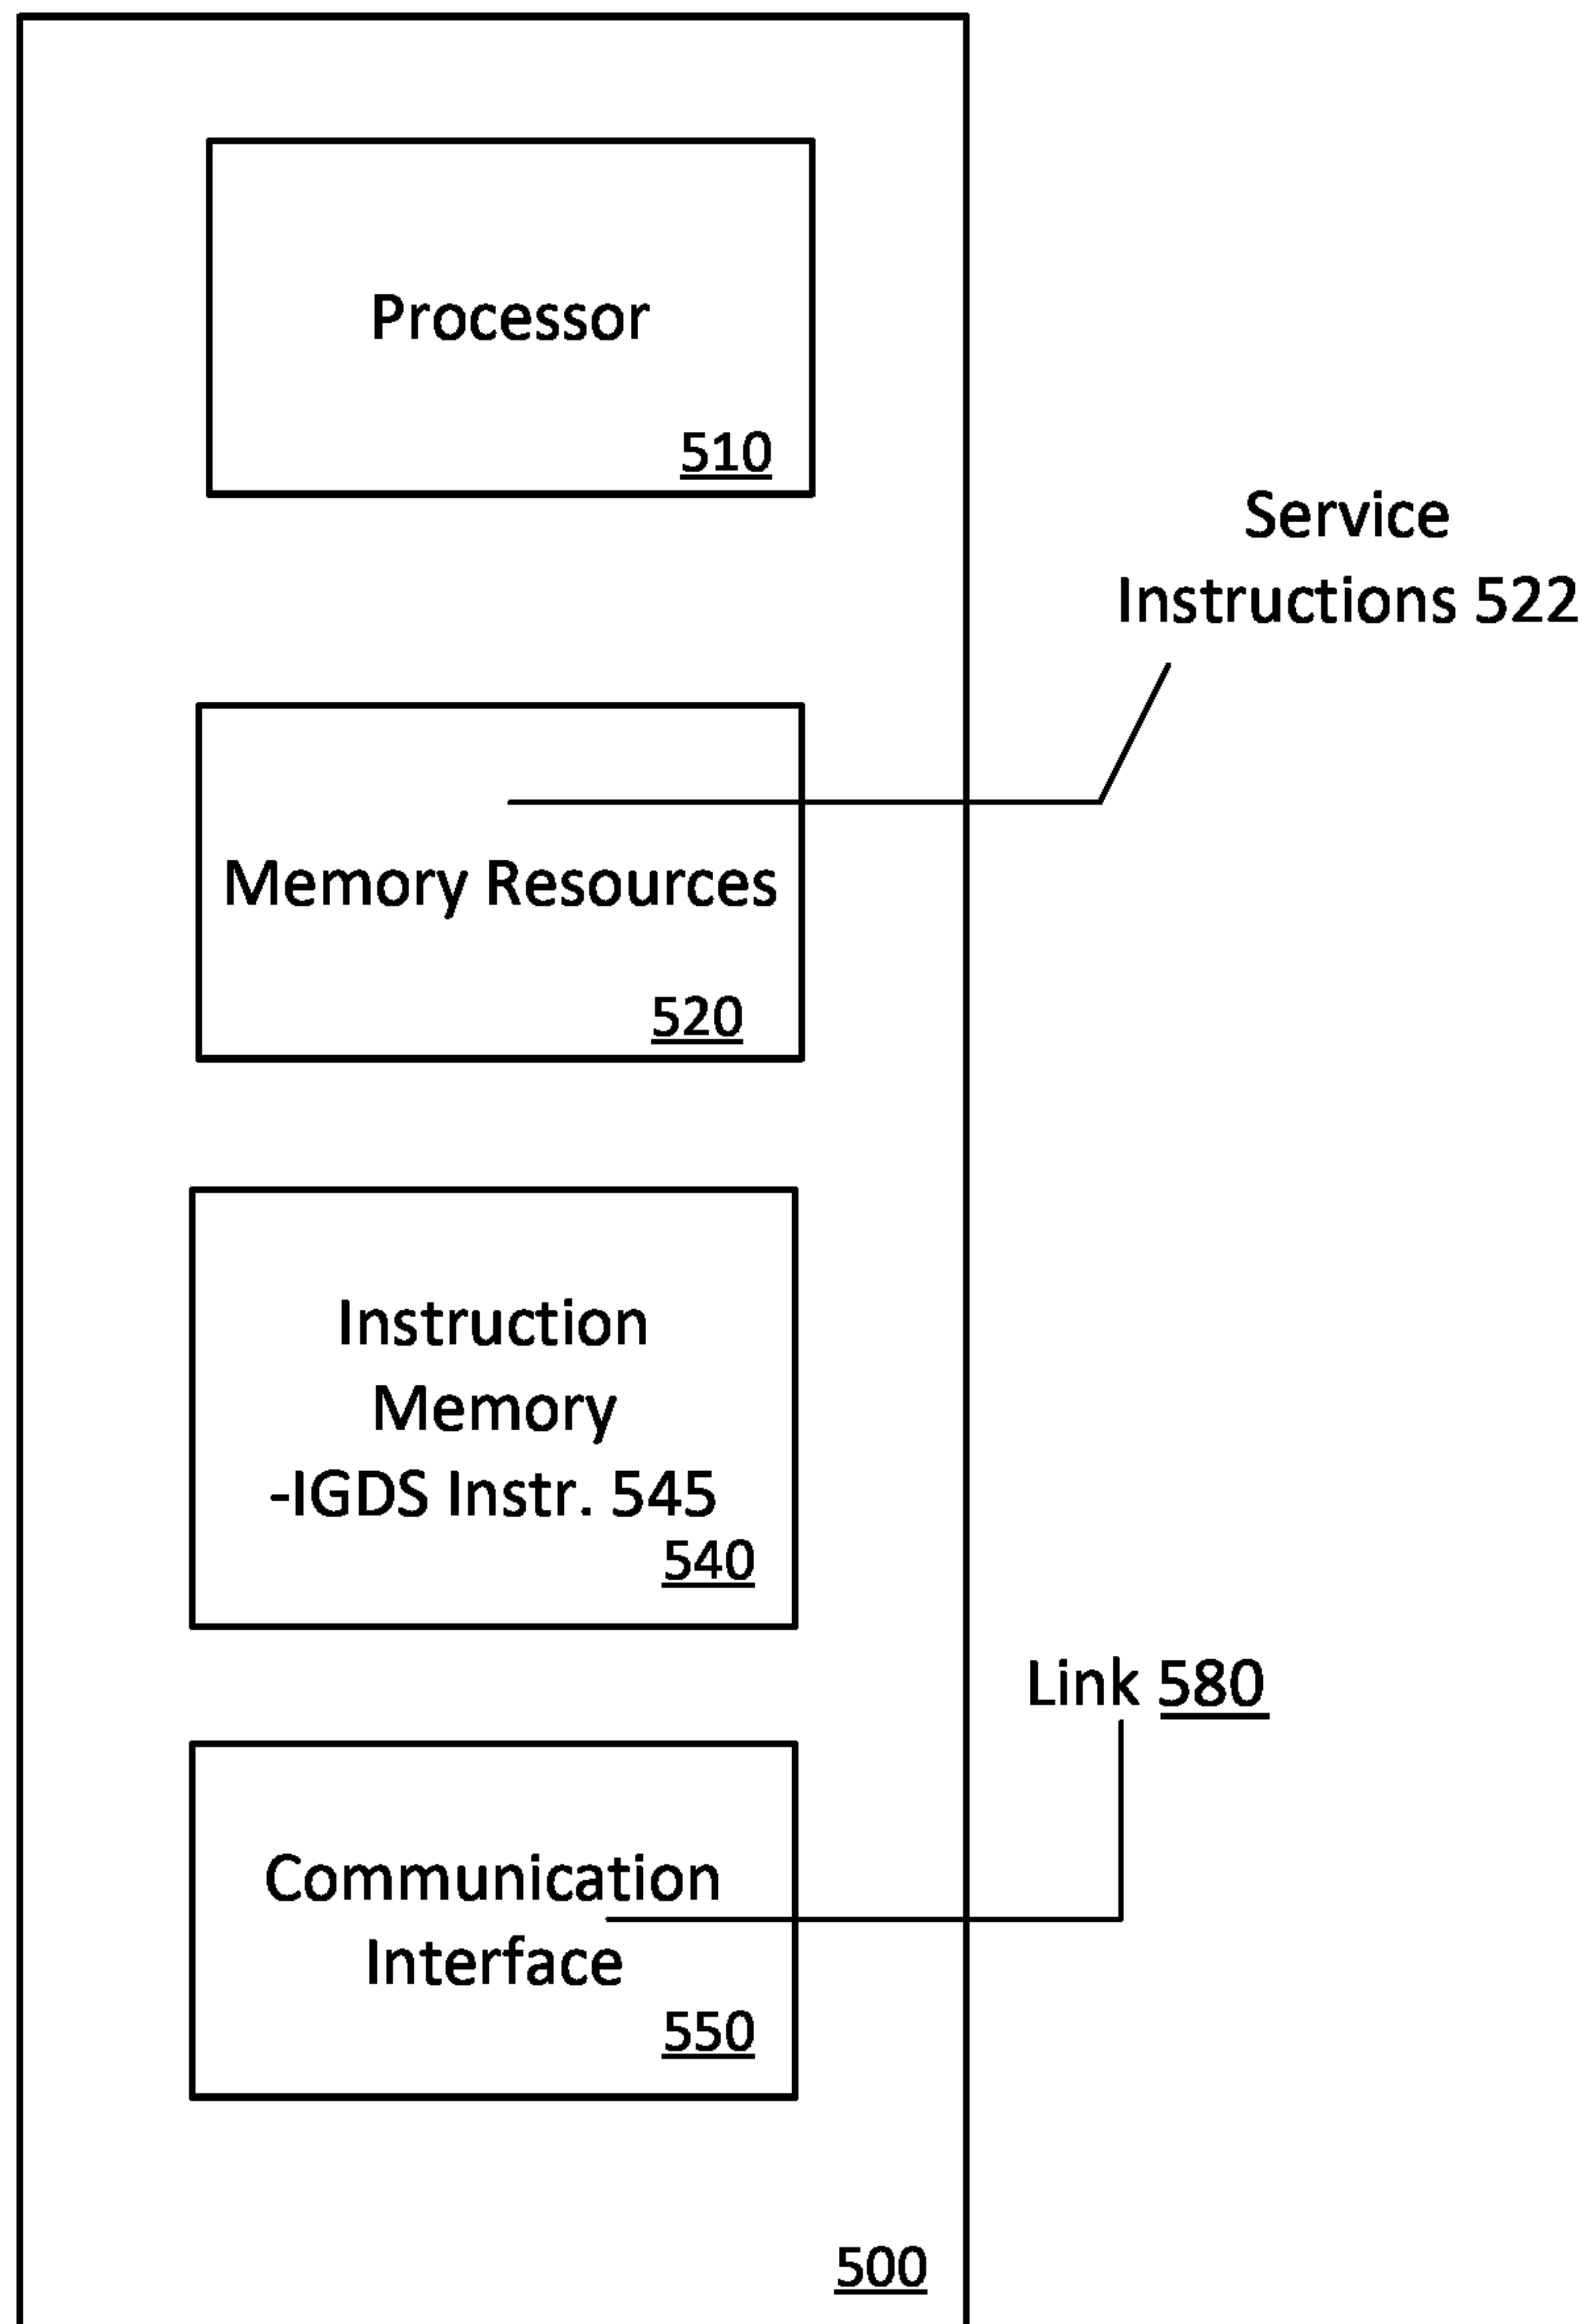 Processor
510
Service
Instructions 522
Memory Resources
520
Instruction
Memory
-IGDS Instr. 545
540
Link 580
Communication
Interface
550
500